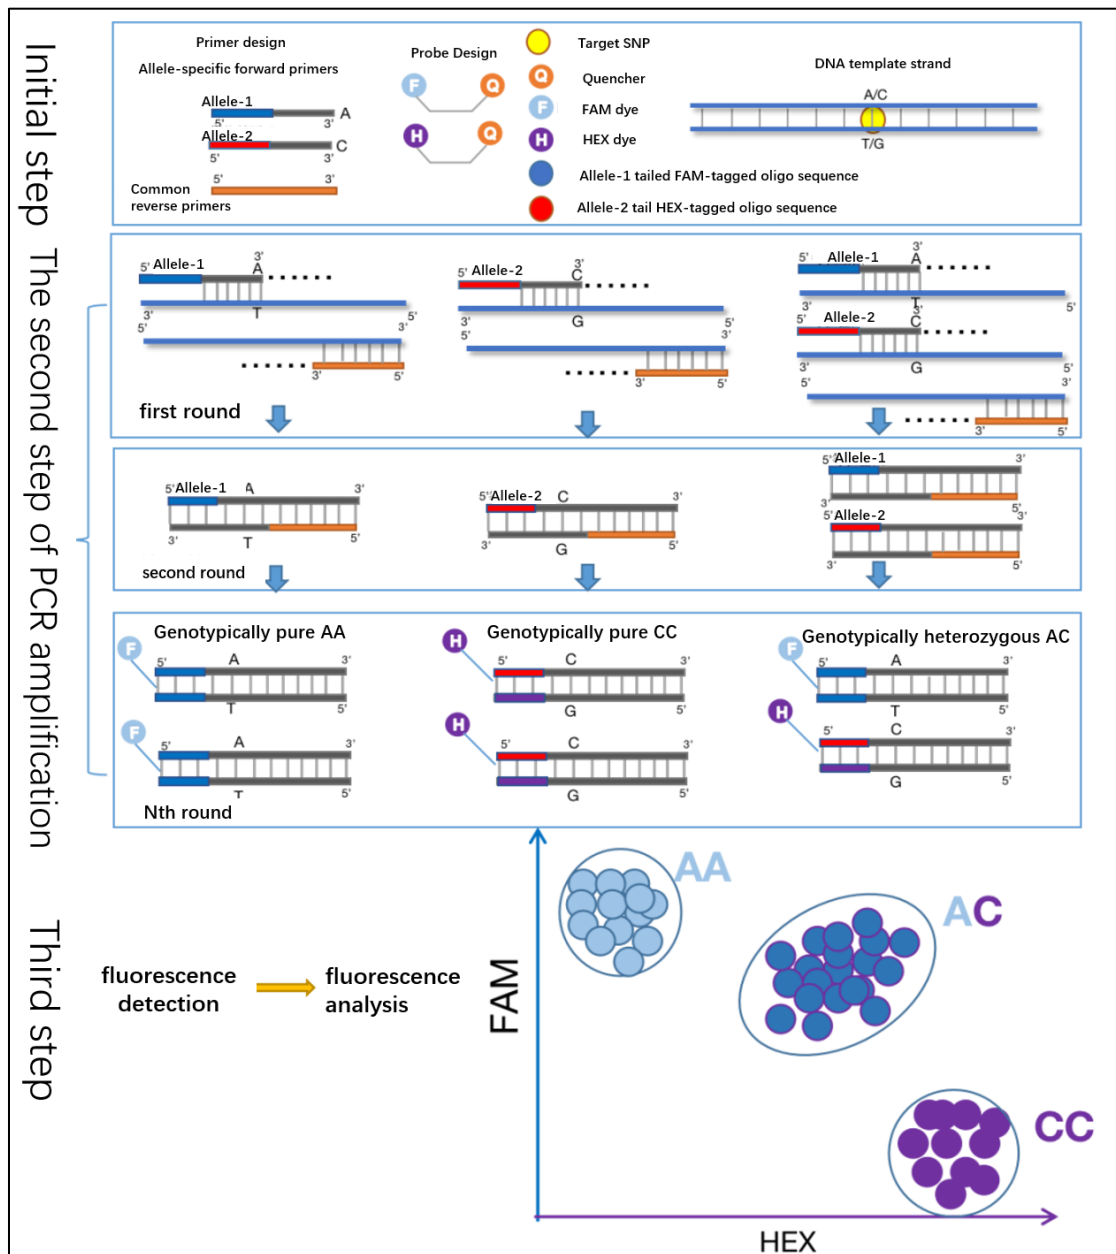 Initial step
Primer design
Allele-specific forward primers
Allele-1
5'
3'
A
Allele-2
5'
3'
C
5'
3'
Common
reverse primers
Probe Design
F
Q
H
Q
Target SNP
Q
Quencher
F
FAM dye
H
HEX dye
Allele-1 tailed FAM-tagged oligo sequence
Allele-2 tail HEX-tagged oligo sequence
DNA template strand
A/C
T/G
The second step of PCR amplification
5'
Allele-1
3'
A
3'
T
5'
5'
3'
3'
5'
first round
5'
Allele-2
3'
C
3'
G
5'
5'
3'
3'
5'
5'
Allele-1
3'
A
3'
T
5'
5'
Allele-2
3'
C
3'
G
5'
3'
3'
5'
5'
Allele-1
A
3'
3'
T
5'
second round
5'
Allele-2
C
3'
3'
G
5'
5'
Allele-1
3'
3'
5'
5'
Allele-2
3'
5'
Genotypically pure AA
F
5'
A
3'
T
5'
F
5'
A
3'
T
5'
Nth round
Genotypically pure CC
H
5'
C
3'
G
5'
H
5'
C
3'
G
5'
Genotypically heterozygous AC
F
5'
A
3'
T
5'
H
5'
C
3'
G
5'
Third step
fluorescence
detection
fluorescence
analysis
FAM
AA
AC
CC
HEX